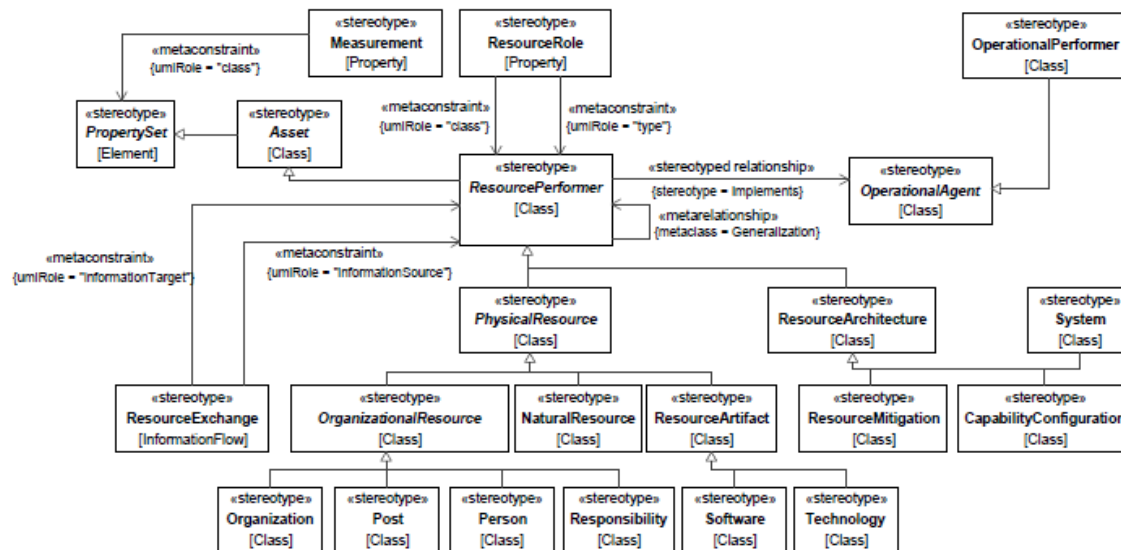 «stereotype»
Measurement
[Property]
«stereotype»
ResourceRole
[Property]
«stereotype»
OperationalPerformer
[Class]
«metaconstraint»
{umlRole = "class"}
«metaconstraint»
{umlRole = "class"}
«metaconstraint»
{umlRole = "type"}
«stereotype»
PropertySet
[Element]
«stereotype»
Asset
[Class]
«stereotype»
ResourcePerformer
[Class]
«stereotyped relationship»
{stereotype = Implements}
«stereotype»
OperationalAgent
[Class]
«metarelationship»
{metaclass = Generalization}
«metaconstraint»
{umlRole = "informationTarget"}
«metaconstraint»
{umlRole = "informationSource"}
«stereotype»
PhysicalResource
[Class]
«stereotype»
ResourceArchitecture
[Class]
«stereotype»
System
[Class]
«stereotype»
ResourceExchange
[InformationFlow]
«stereotype»
OrganizationalResource
[Class]
«stereotype»
NaturalResource
[Class]
«stereotype»
ResourceArtifact
[Class]
«stereotype»
ResourceMitigation
[Class]
«stereotype»
CapabilityConfiguration
[Class]
«stereotype»
Organization
[Class]
«stereotype»
Post
[Class]
«stereotype»
Person
[Class]
«stereotype»
Responsibility
[Class]
«stereotype»
Software
[Class]
«stereotype»
Technology
[Class]